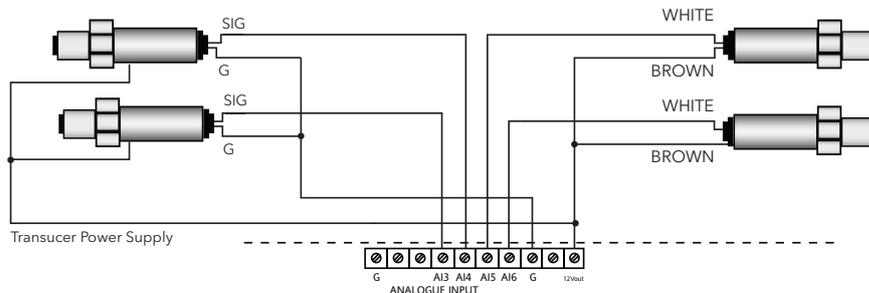 SIG
G
SIG
G
WHITE
BROWN
WHITE
BROWN
Transucer Power Supply
G AI3 AI4 AI5 AI6 G 12Vout
ANALOGUE INPUT